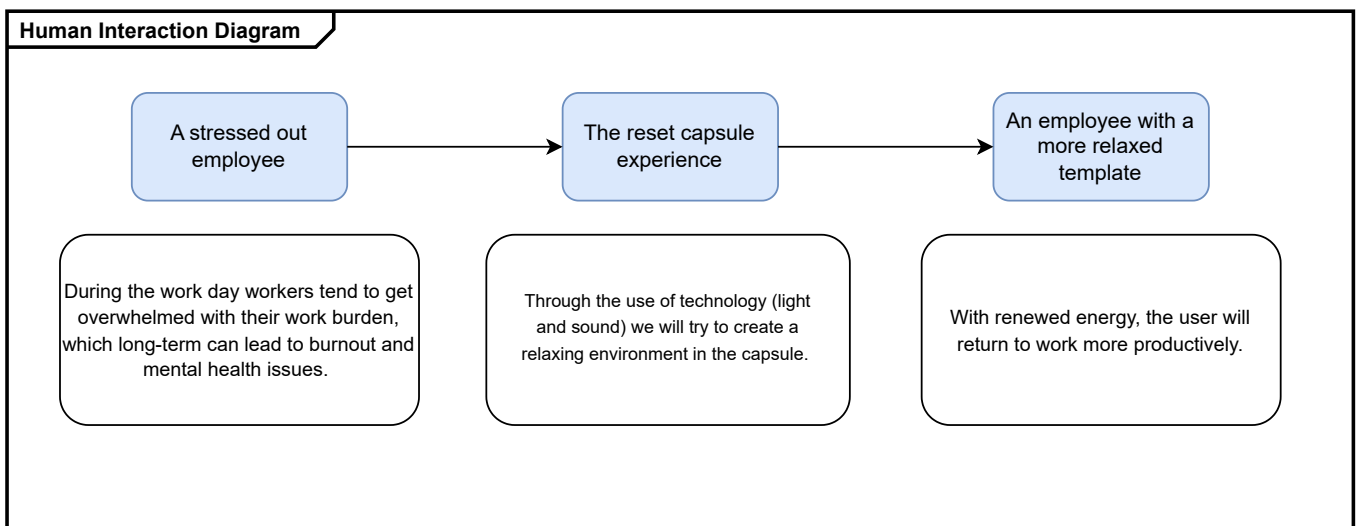 Human Interaction Diagram
A stressed out
employee
The reset capsule
experience
An employee with a
more relaxed
template
During the work day workers tend to get
overwhelmed with their work burden,
which long-term can lead to burnout and
mental health issues.
Through the use of technology (light
and sound) we will try to create a
relaxing environment in the capsule.
With renewed energy, the user will
return to work more productively.